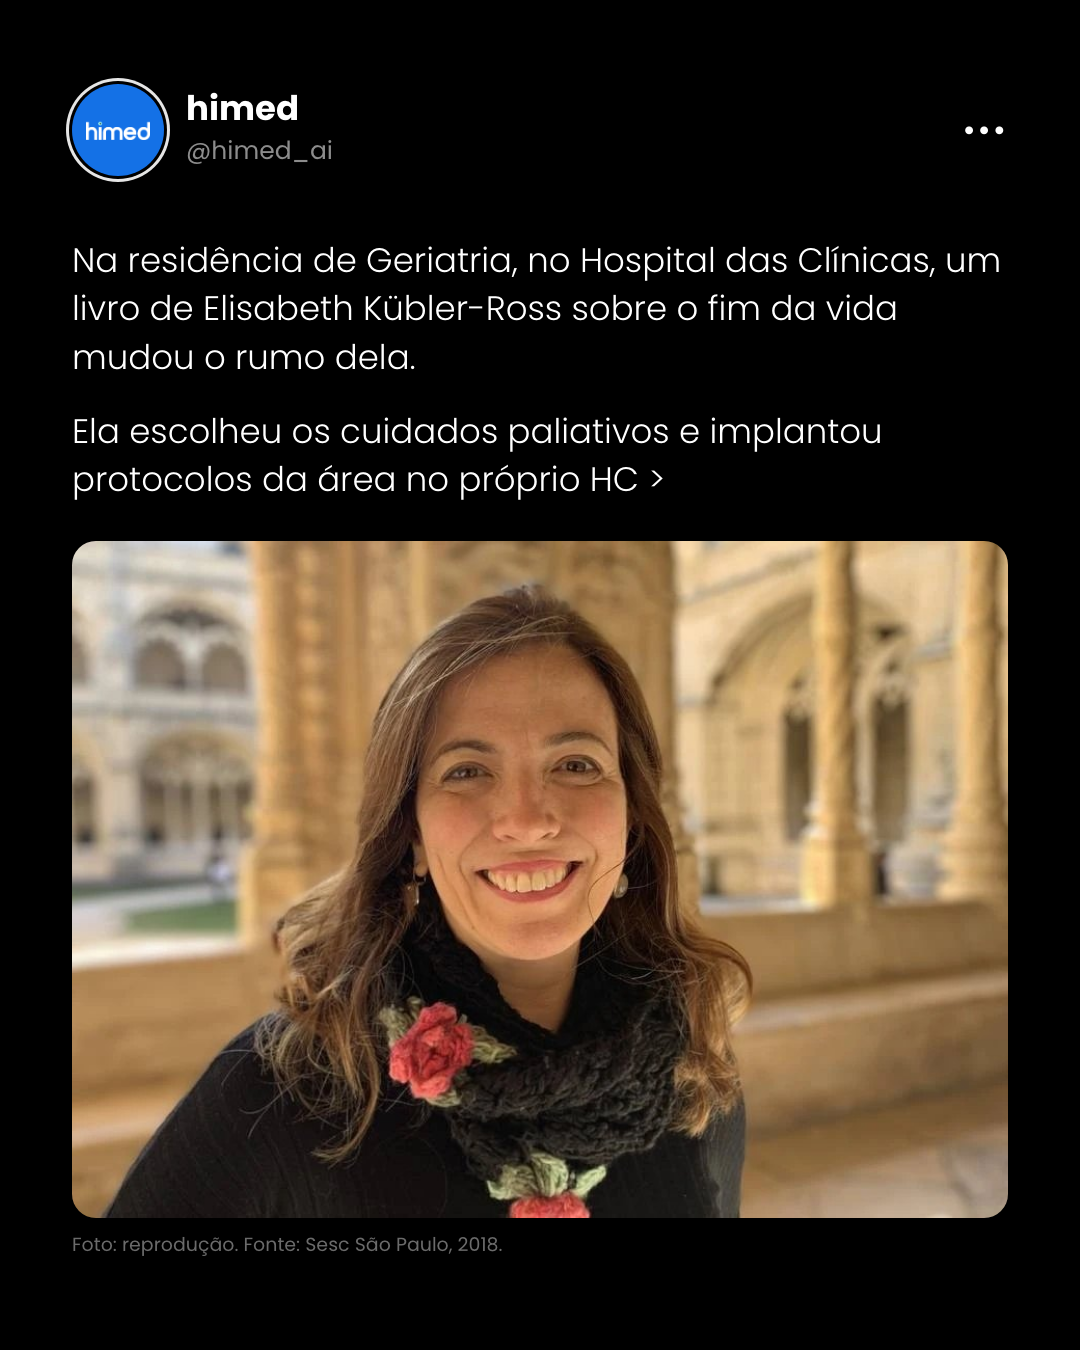 himed
himed
@himed_ai
Na residência de Geriatria, no Hospital das Clínicas, um
livro de Elisabeth Kübler-Ross sobre o fim da vida
mudou o rumo dela.
Ela escolheu os cuidados paliativos e implantou
protocolos da área no próprio HC >
Foto: reprodução. Fonte: Sesc São Paulo, 2018.